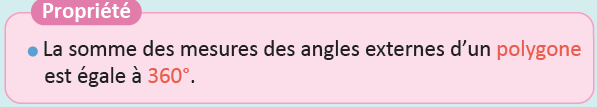 Propriété
• La somme des mesures des angles externes d’un polygone
est égale à 360°.